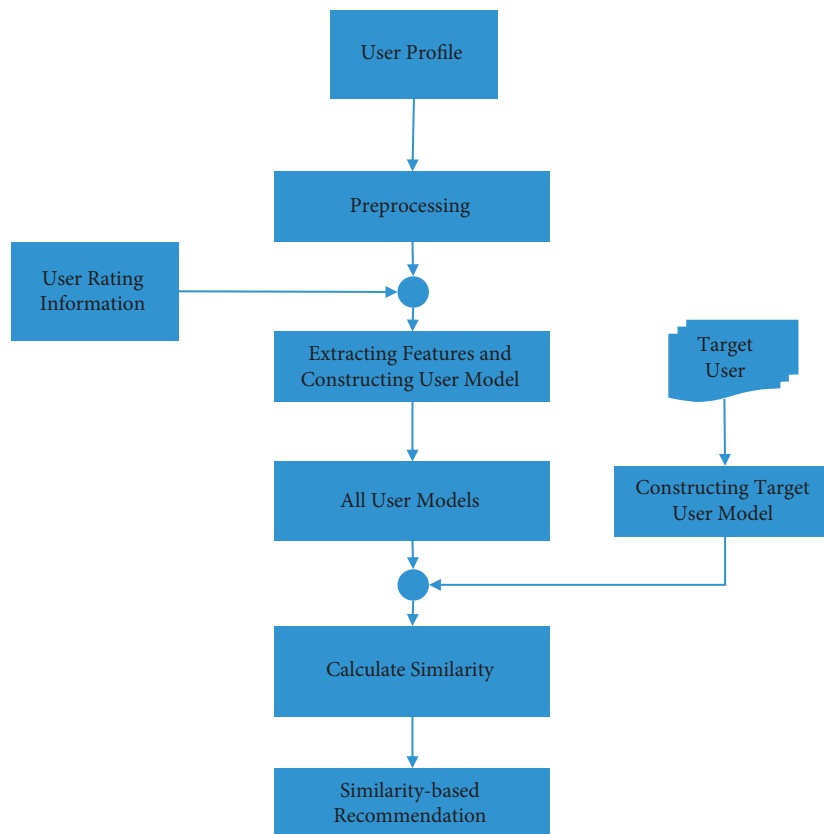 User Profile
Preprocessing
User Rating
Information
Extracting Features and
Constructing User Model
Target
User
All User Models
Constructing Target
User Model
Calculate Similarity
Similarity-based
Recommendation